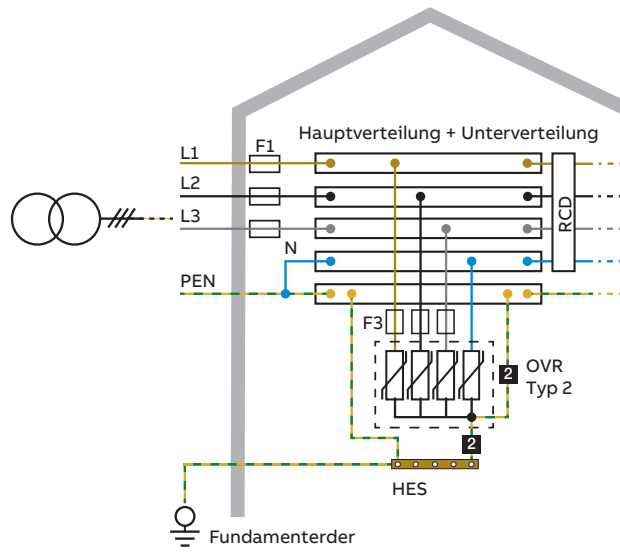 Hauptverteilung + Unterverteilung
L1
F1
L2
L3
N
PEN
RCD
F3
2
OVR
Typ 2
2
HES
Fundamenterder